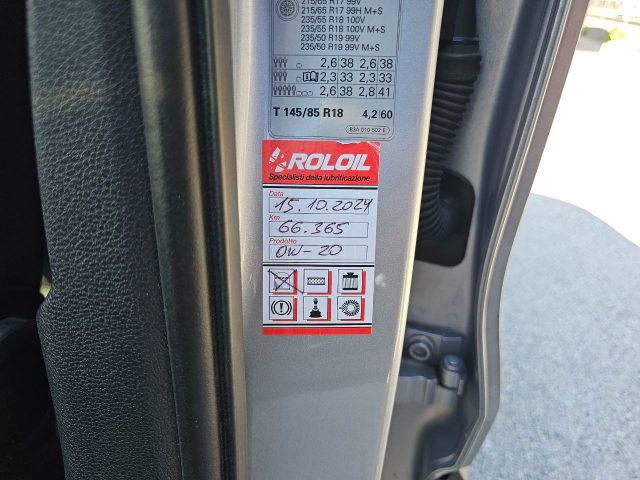 215/65 R17 99V
215/65 R17 99H M+S
235/55 R18 100V
235/55 R18 100V M+S
235/50 R19 99V
235/50 R19 99V M+S
2,6 38 2,6 38
2,3 33 2,3 33
2,6 38 2,8 41
T 145/85 R18 4,2 60
83A 010 502 E
ROLOIL
Specialisti della lubrificazione
Data
15.10.2024
Km
66.365
Prodotto
0W-20